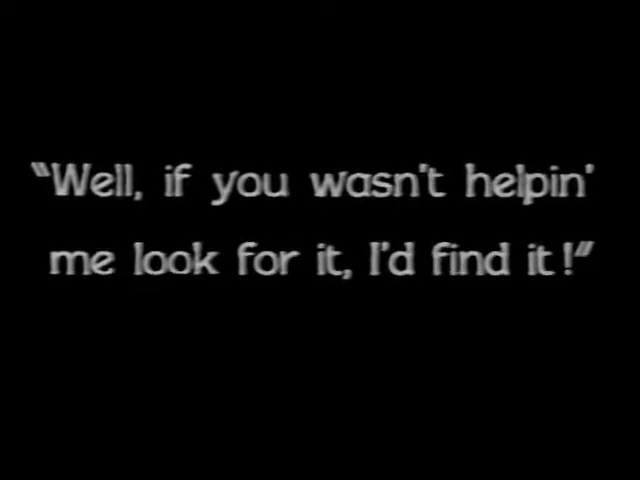 “Well, if you wasn't helpin'
me look for it, I'd find it!”